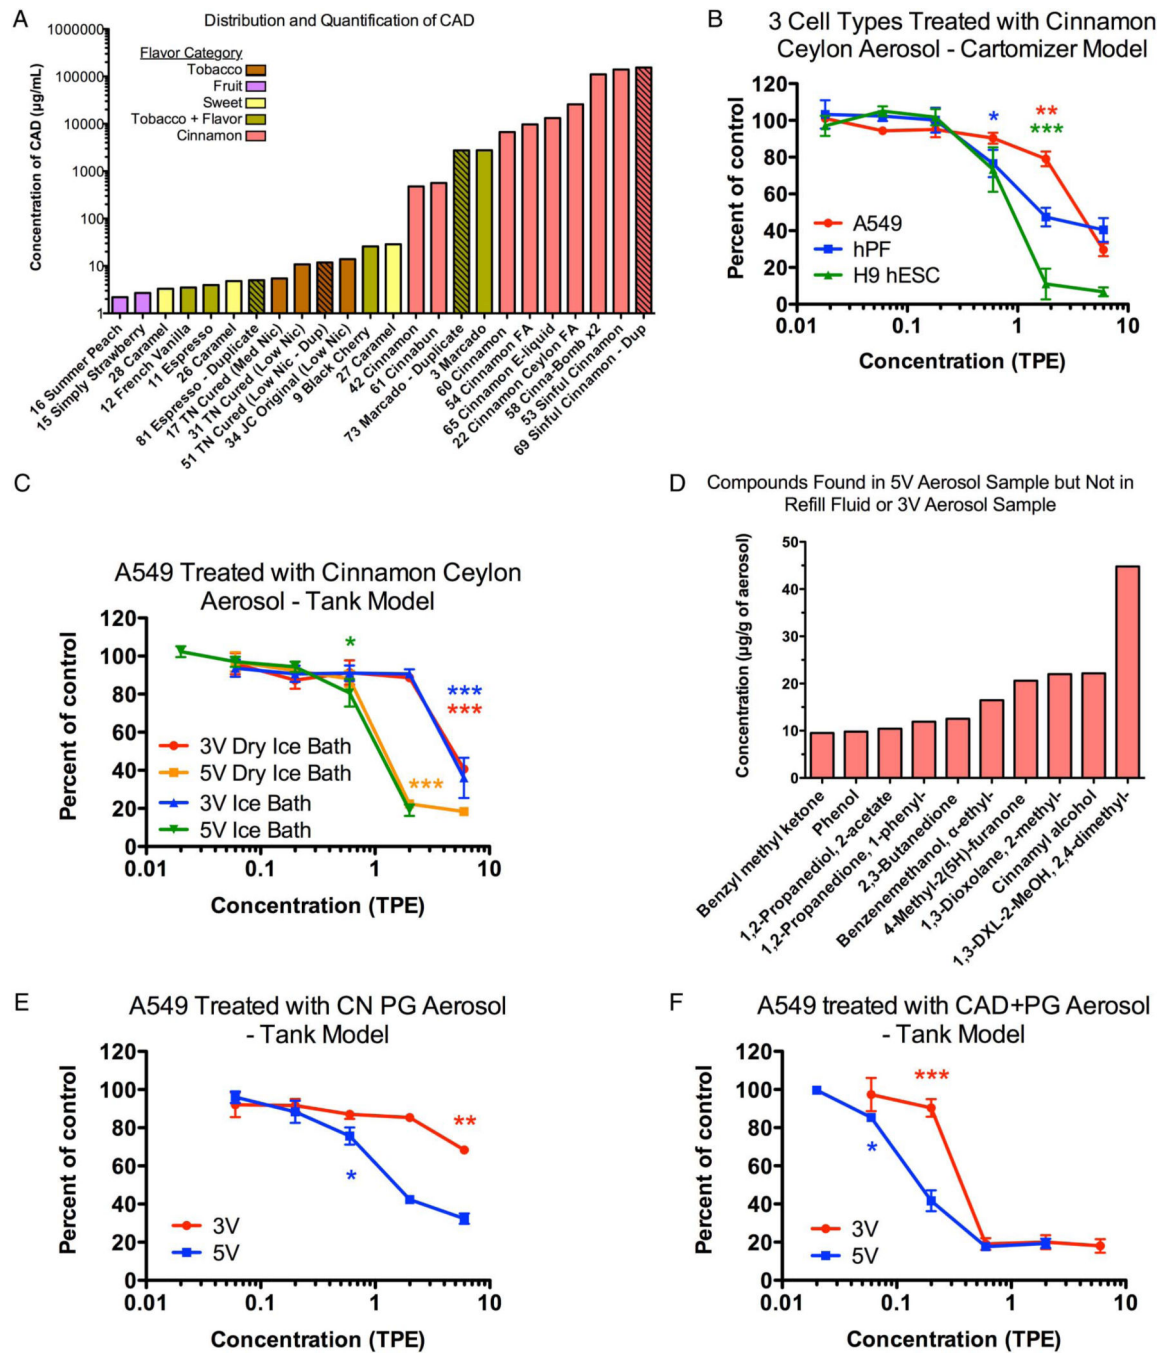 A
Distribution and Quantification of CAD
Concentration of CAD (µg/mL)
1000000
100000
10000
1000
100
10
1
Flavor Category
Tobacco
Fruit
Sweet
Tobacco + Flavor
Cinnamon
16 Summer Peach
15 Simply Strawberry
28 Caramel
12 French Vanilla
11 Espresso
26 Caramel
81 Espresso - Duplicate
17 TN Cured (Med Nic)
31 TN Cured (Low Nic)
51 TN Cured (Low Nic - Dup)
34 JC Original (Low Nic)
9 Black Cherry
27 Caramel
42 Cinnamon
61 Cinnabun
73 Marcado - Duplicate
3 Marcado
60 Cinnamon
54 Cinnamon FA
65 Cinnamon E-liquid
22 Cinnamon Ceylon FA
58 Cinna-Bomb x2
53 Sinful Cinnamon
69 Sinful Cinnamon - Dup
B
3 Cell Types Treated with Cinnamon
Ceylon Aerosol - Cartomizer Model
Percent of control
120
100
80
60
40
20
0
*
**
***
A549
hPF
H9 hESC
0.01
0.1
1
10
Concentration (TPE)
C
A549 Treated with Cinnamon Ceylon
Aerosol - Tank Model
Percent of control
120
100
80
60
40
20
0
*
***
***
***
3V Dry Ice Bath
5V Dry Ice Bath
3V Ice Bath
5V Ice Bath
0.01
0.1
1
10
Concentration (TPE)
D
Compounds Found in 5V Aerosol Sample but Not in
Refill Fluid or 3V Aerosol Sample
Concentration (µg/g of aerosol)
50
40
30
20
10
0
Benzyl methyl ketone
Phenol
1,2-Propanediol, 2-acetate
1,2-Propanedione, 1-phenyl-
2,3-Butanedione
Benzenemethanol, α-ethyl-
4-Methyl-2(5H)-furanone
1,3-Dioxolane, 2-methyl-
Cinnamyl alcohol
1,3-DXL-2-MeOH, 2,4-dimethyl-
E
A549 Treated with CN PG Aerosol
- Tank Model
Percent of control
120
100
80
60
40
20
0
**
*
3V
5V
0.01
0.1
1
10
Concentration (TPE)
F
A549 treated with CAD+PG Aerosol
- Tank Model
Percent of control
120
100
80
60
40
20
0
***
*
3V
5V
0.01
0.1
1
10
Concentration (TPE)